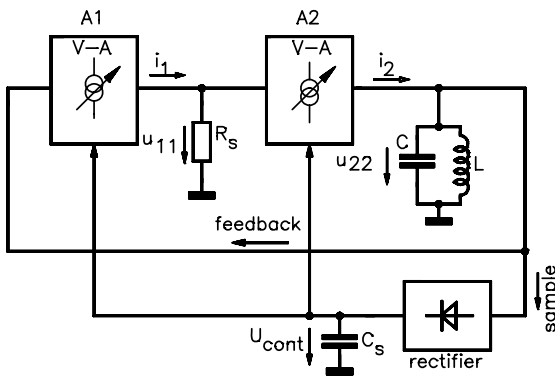 A1
A2
V-A
V-A
i1
i2
u11
Rs
u22
C
L
feedback
sample
Ucont
Cs
rectifier